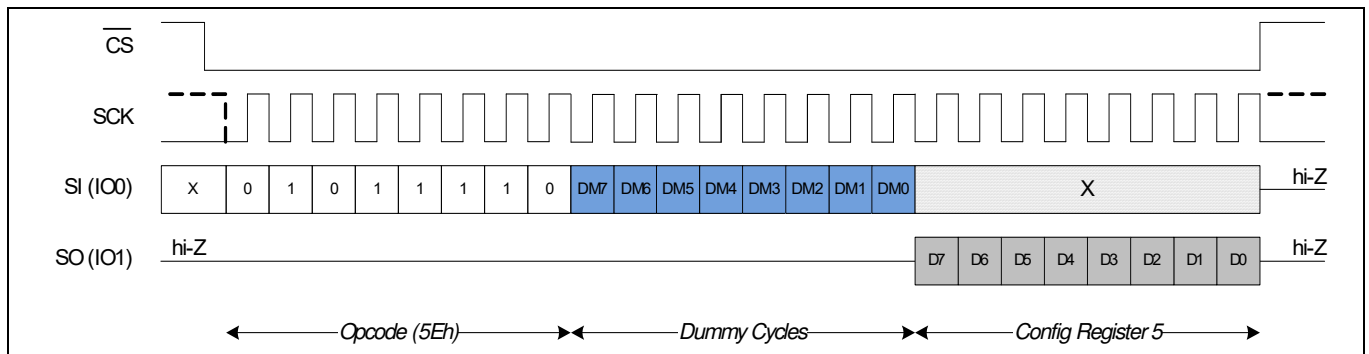 CS
SCK
SI (IO0) X 0 1 0 1 1 1 1 0 DM7 DM6 DM5 DM4 DM3 DM2 DM1 DM0 X hi-Z
SO (IO1) hi-Z D7 D6 D5 D4 D3 D2 D1 D0 hi-Z
Opcode (5Eh) Dummy Cycles Config Register 5